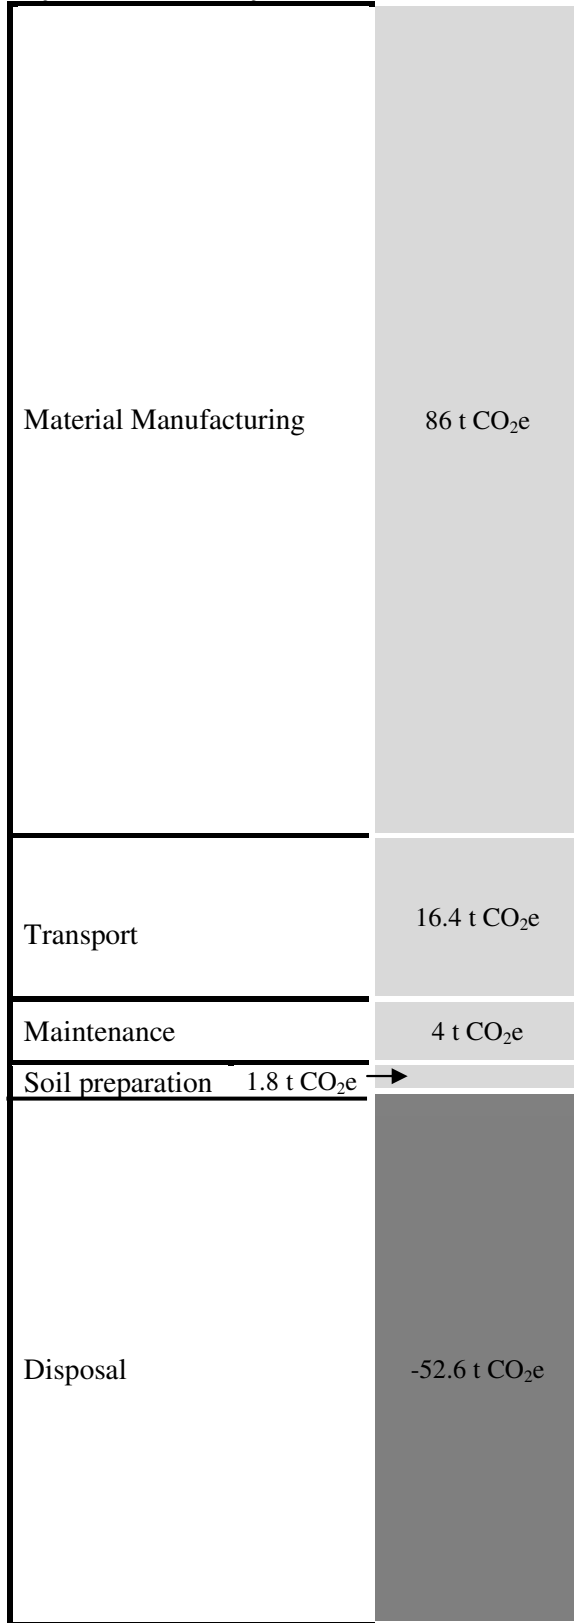 Material Manufacturing 86 t CO₂e
Transport 16.4 t CO₂e
Maintenance 4 t CO₂e
Soil preparation 1.8 t CO₂e
Disposal -52.6 t CO₂e